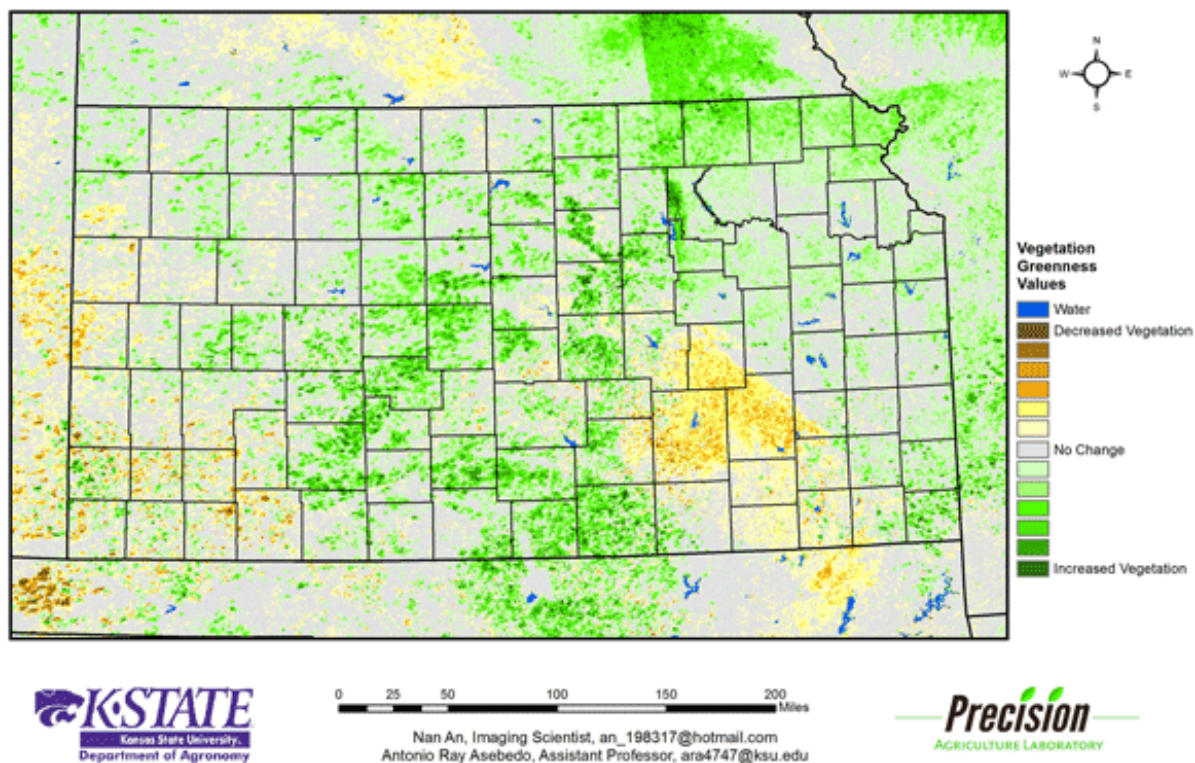 N
W
E
S
Vegetation
Greenness
Values
Water
Decreased Vegetation
No Change
Increased Vegetation
K-STATE
Kansas State University.
Department of Agronomy
0 25 50 100 150 200
Miles
Nan An, Imaging Scientist, an_198317@hotmail.com
Antonio Ray Asebedo, Assistant Professor, ara4747@ksu.edu
Precision
AGRICULTURE LABORATORY